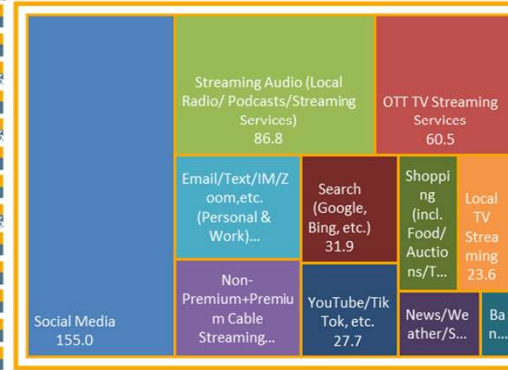 Streaming Audio (Local
Radio/ Podcasts/Streaming
Services)
86.8
OTT TV Streaming
Services
60.5
Email/Text/IM/Z
oom,etc.
(Personal &
Work)...
Search
(Google,
Bing, etc.)
31.9
Shoppi
ng
(incl.
Food/
Auctio
ns/T...
Local
TV
Strea
ming
23.6
Social Media
155.0
Non-
Premium+Premiu
m Cable
Streaming...
YouTube/Tik
Tok, etc.
27.7
News/We
ather/S...
Ba
n...